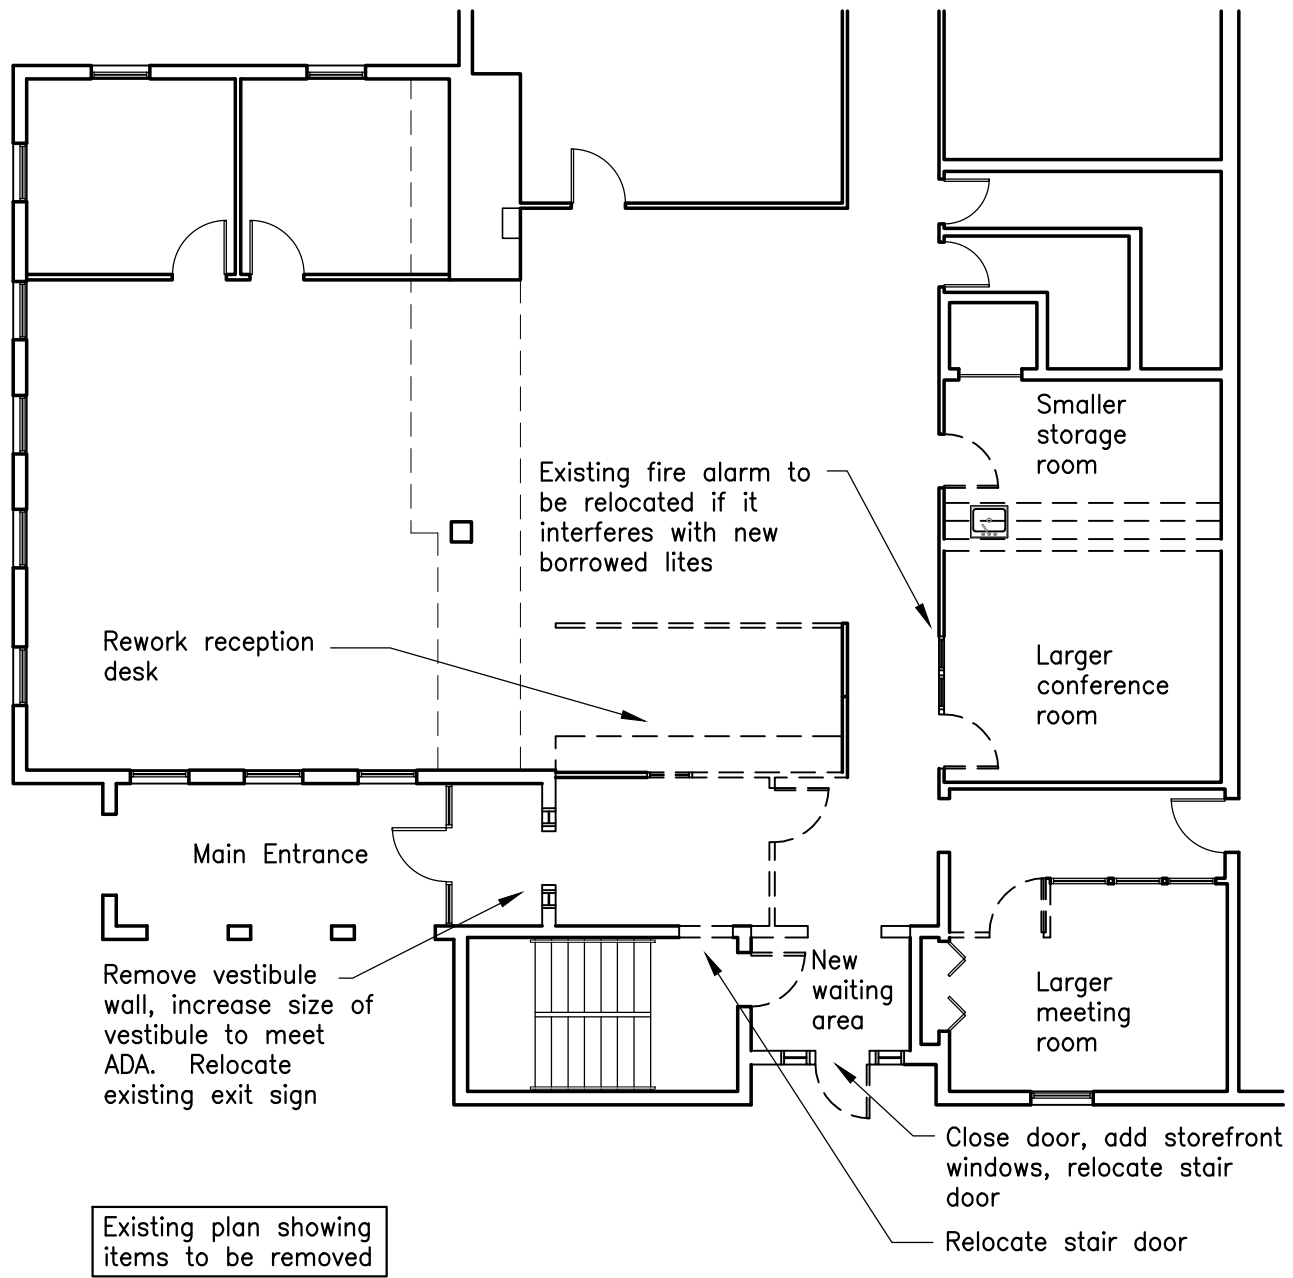 Smaller
storage
room
Existing fire alarm to
be relocated if it
interferes with new
borrowed lites
Rework reception
desk
Larger
conference
room
Main Entrance
Remove vestibule
wall, increase size of
vestibule to meet
ADA.  Relocate
existing exit sign
New
waiting
area
Larger
meeting
room
Close door, add storefront
windows, relocate stair
door
Relocate stair door
Existing plan showing
items to be removed